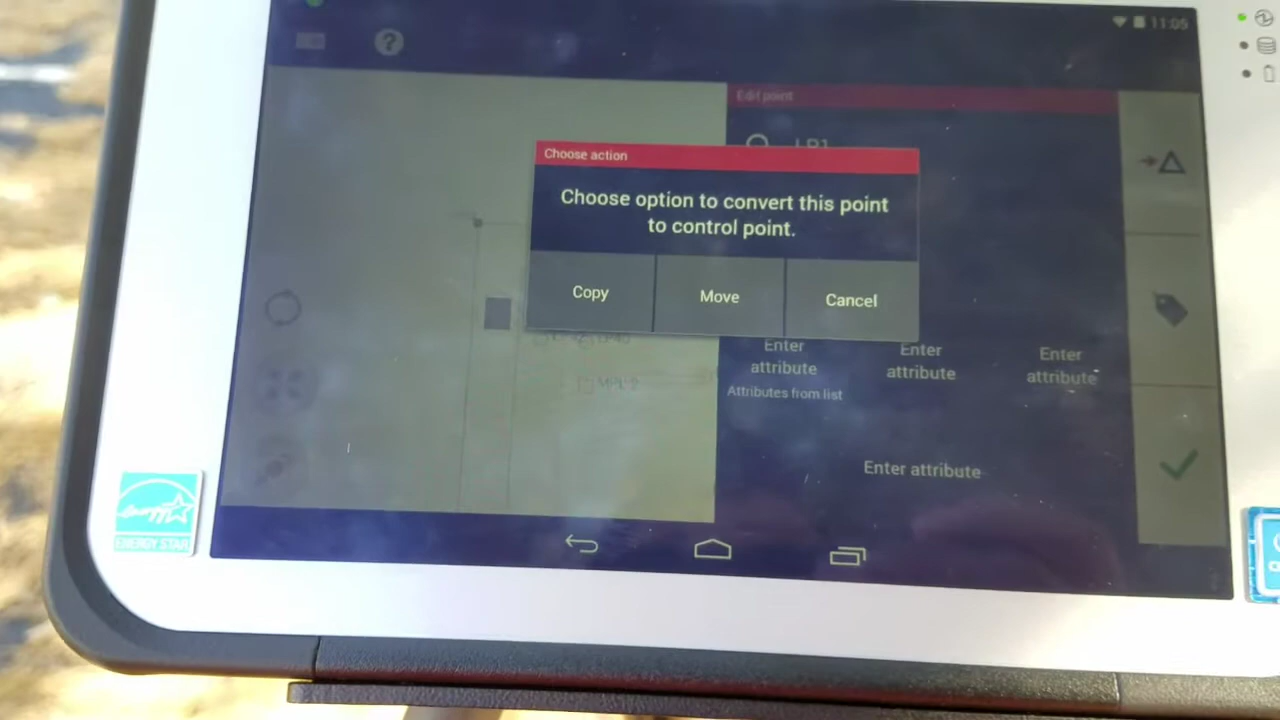 11:05
Edit point
LP1
Choose action
Choose option to convert this point
to control point.
Copy
Move
Cancel
Enter
attribute
Enter
attribute
Enter
attribute
Attributes from list
Enter attribute
ENERGY STAR